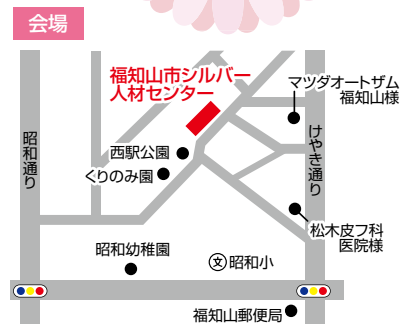 会場
福知山市シルバー
人材センター
マツダオートザム
福知山様
昭和通り
けやき通り
西駅公園
くりのみ園
松木皮フ科
医院様
昭和幼稚園
文 昭和小
福知山郵便局